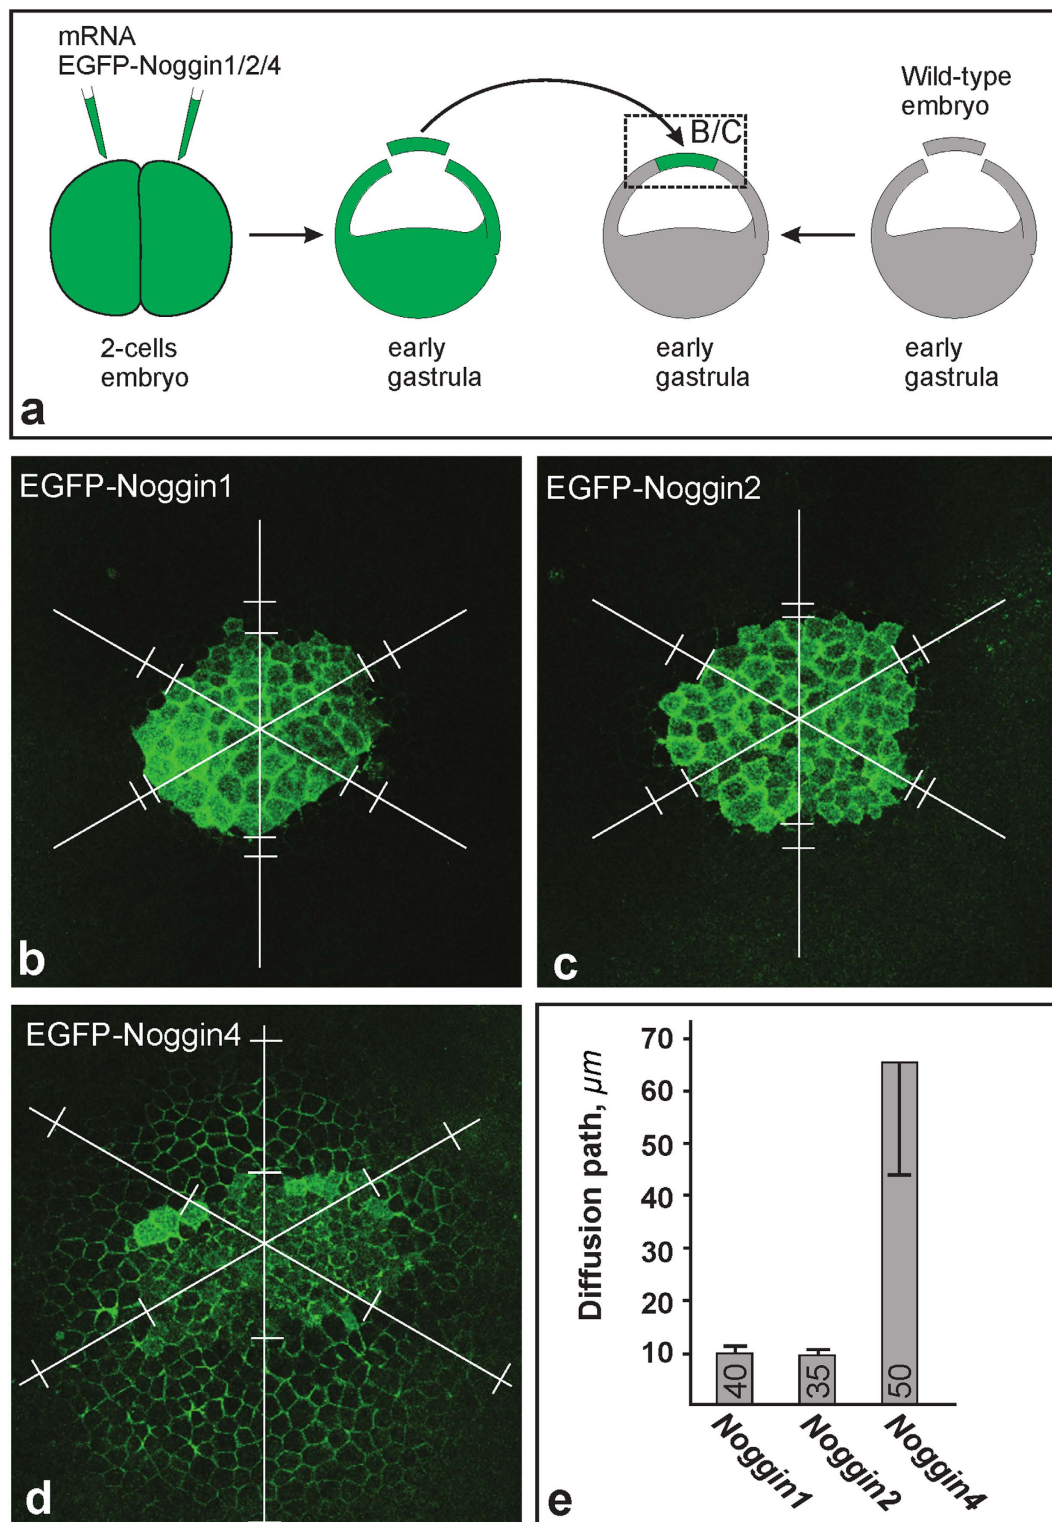 mRNA
EGFP-Noggin1/2/4
Wild-type
embryo
B/C
2-cells
embryo
early
gastrula
early
gastrula
early
gastrula
a
EGFP-Noggin1
b
EGFP-Noggin2
c
EGFP-Noggin4
d
Diffusion path, µm
70
60
50
40
30
20
10
40
35
50
Noggin1
Noggin2
Noggin4
e